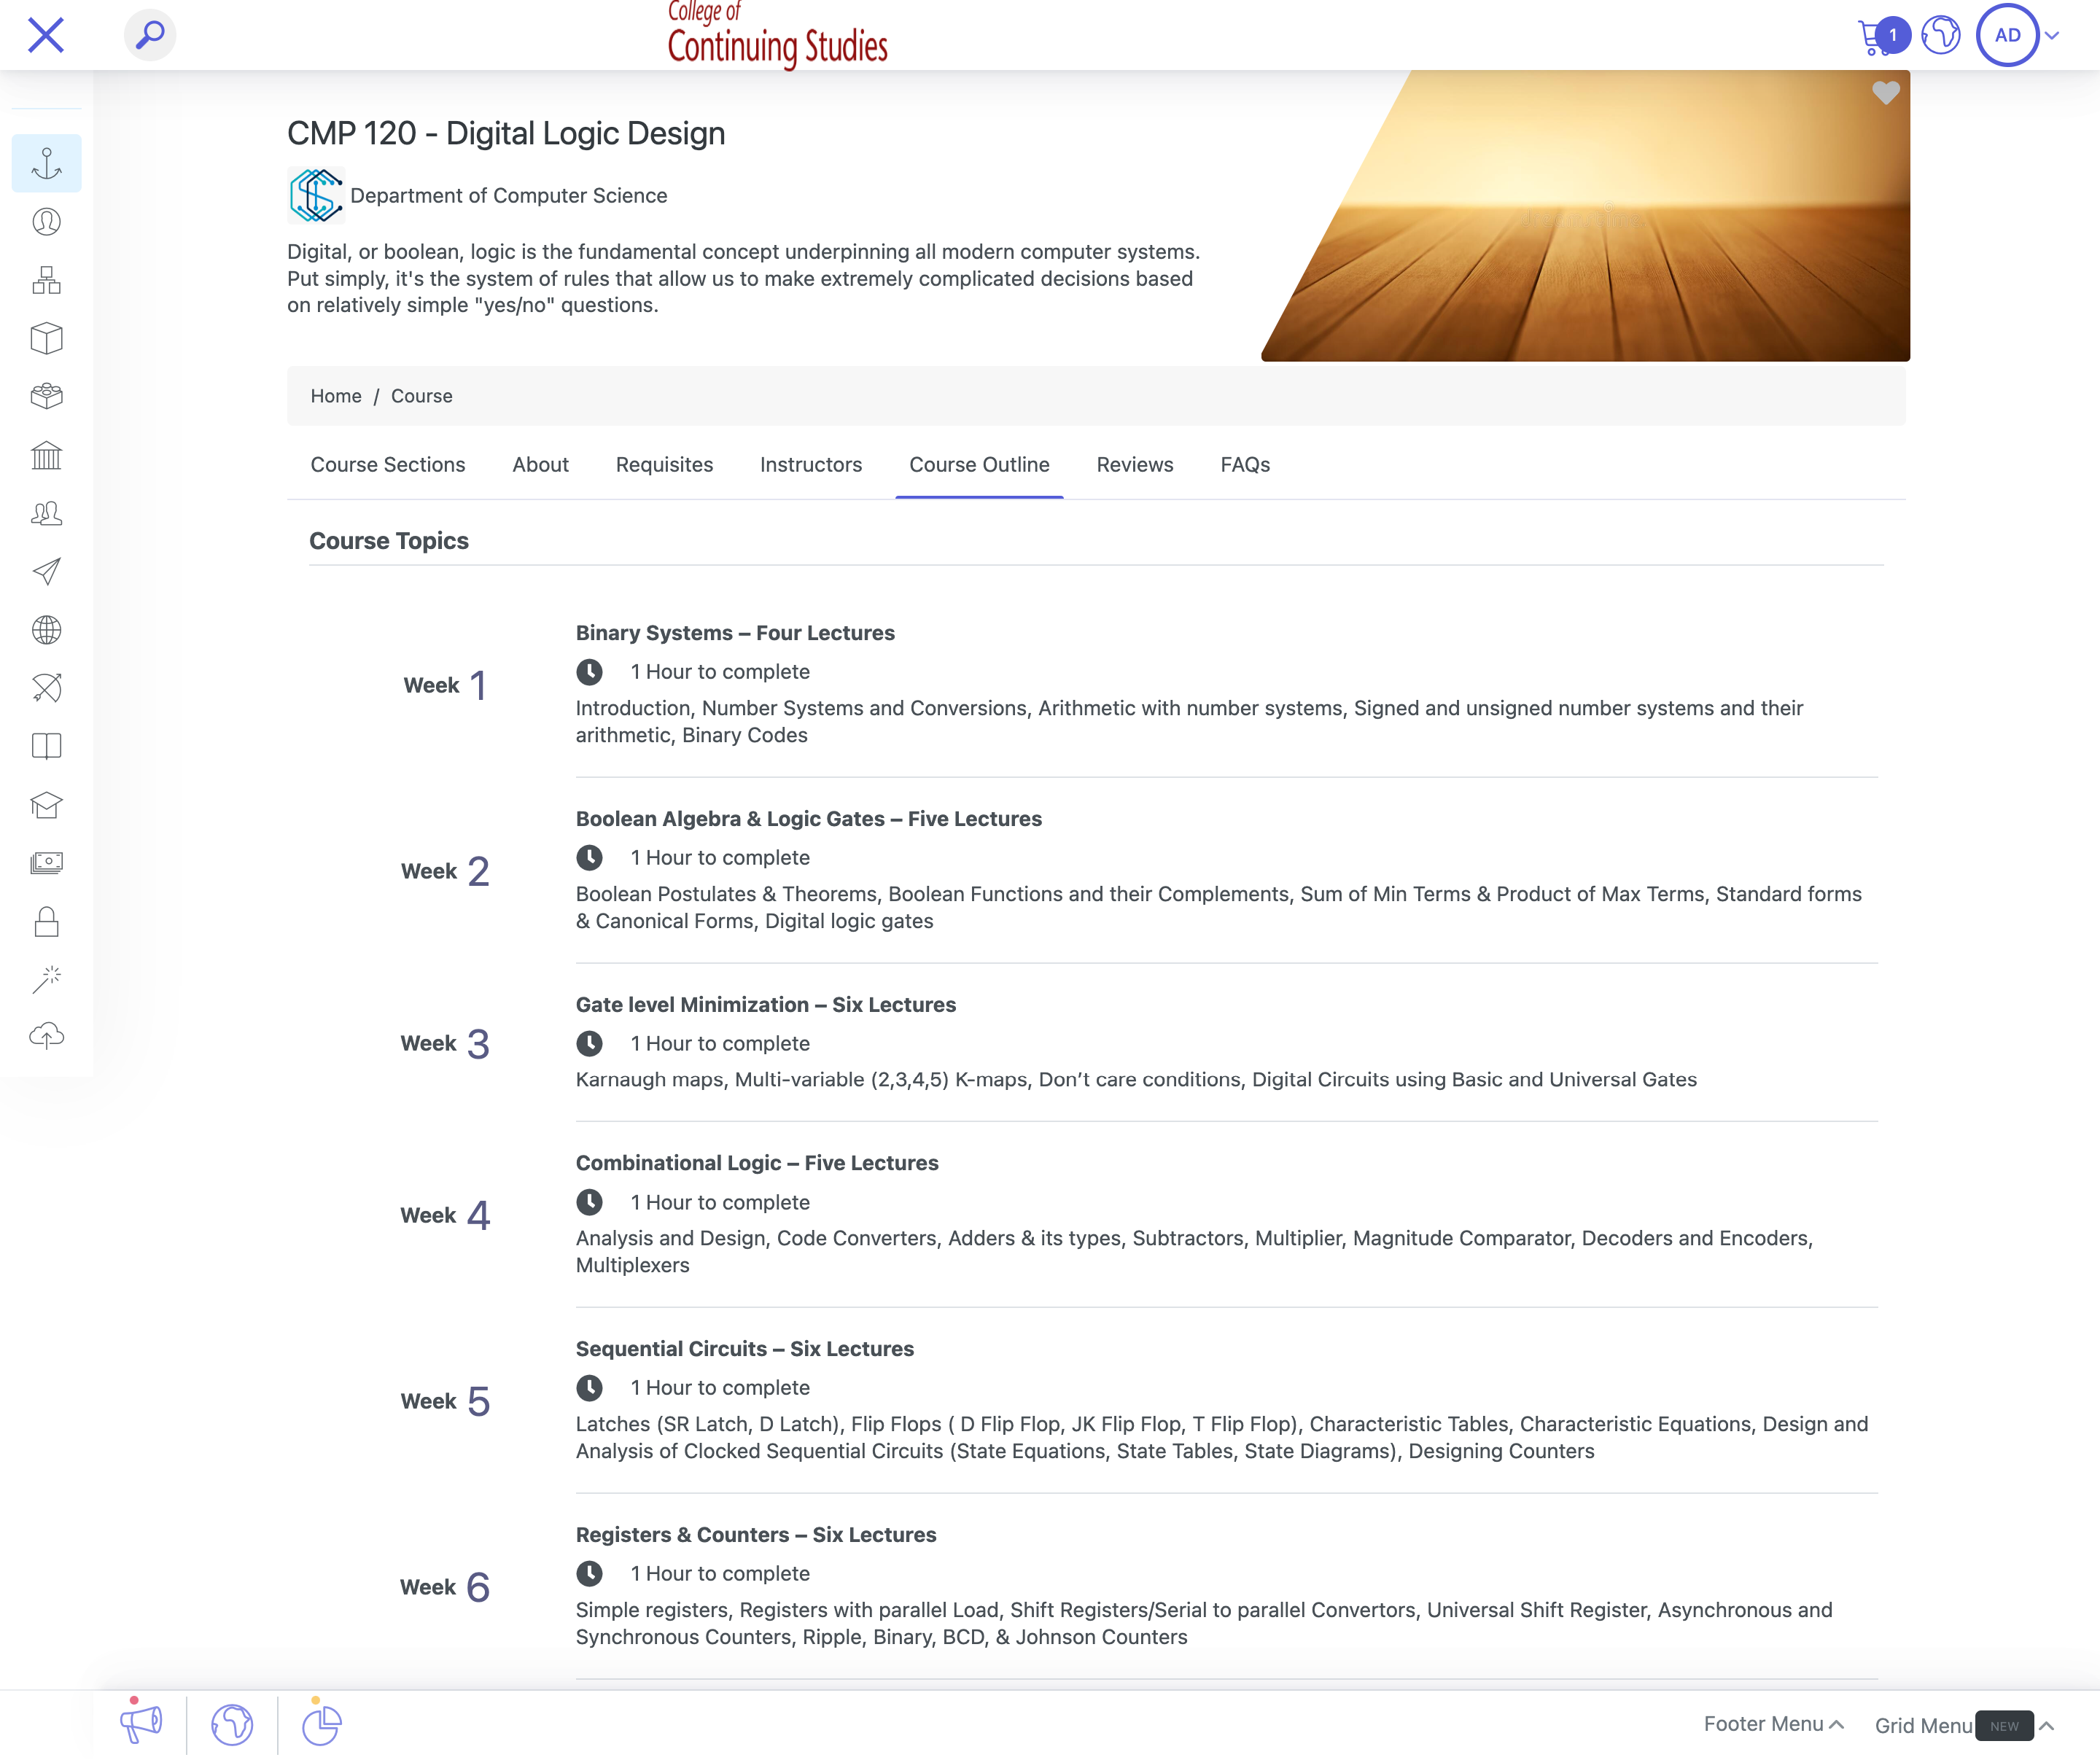 College of
Continuing Studies
1
AD
CMP 120 - Digital Logic Design
Department of Computer Science
Digital, or boolean, logic is the fundamental concept underpinning all modern computer systems.
Put simply, it's the system of rules that allow us to make extremely complicated decisions based
on relatively simple "yes/no" questions.
Home / Course
Course Sections About Requisites Instructors Course Outline Reviews FAQs
Course Topics
Week 1
Binary Systems – Four Lectures
1 Hour to complete
Introduction, Number Systems and Conversions, Arithmetic with number systems, Signed and unsigned number systems and their
arithmetic, Binary Codes
Week 2
Boolean Algebra & Logic Gates – Five Lectures
1 Hour to complete
Boolean Postulates & Theorems, Boolean Functions and their Complements, Sum of Min Terms & Product of Max Terms, Standard forms
& Canonical Forms, Digital logic gates
Week 3
Gate level Minimization – Six Lectures
1 Hour to complete
Karnaugh maps, Multi-variable (2,3,4,5) K-maps, Don’t care conditions, Digital Circuits using Basic and Universal Gates
Week 4
Combinational Logic – Five Lectures
1 Hour to complete
Analysis and Design, Code Converters, Adders & its types, Subtractors, Multiplier, Magnitude Comparator, Decoders and Encoders,
Multiplexers
Week 5
Sequential Circuits – Six Lectures
1 Hour to complete
Latches (SR Latch, D Latch), Flip Flops ( D Flip Flop, JK Flip Flop, T Flip Flop), Characteristic Tables, Characteristic Equations, Design and
Analysis of Clocked Sequential Circuits (State Equations, State Tables, State Diagrams), Designing Counters
Week 6
Registers & Counters – Six Lectures
1 Hour to complete
Simple registers, Registers with parallel Load, Shift Registers/Serial to parallel Convertors, Universal Shift Register, Asynchronous and
Synchronous Counters, Ripple, Binary, BCD, & Johnson Counters
Footer Menu Grid Menu NEW